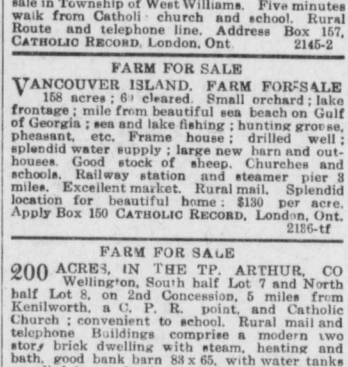 sale in Township of West Williams. Five minutes
walk from Catholi church and school. Rural
Route and telephone line. Address Box 157,
CATHOLIC RECORD, London, Ont 2145-2
FARM FOR SALE
VANCOUVER ISLAND. FARM FOR SALE
158 acres ; 60 cleared. Small orchard ; lake
frontage ; mile from beautiful sea beach on Gulf
of Georgia ; sea and lake fishing ; hunting grouse,
pheasant, etc. Frame house ; drilled well ;
splendid water supply ; large new barn and out-
houses. Good stock of sheep. Churches and
schools. Railway station and steamer pier 3
miles. Excellent market. Rural mail. Splendid
location for beautiful home : $130 per acre.
Apply Box 150 CATHOLIC RECORD, London, Ont.
2136-tf
FARM FOR SALE
200 ACRES, IN THE TP. ARTHUR, CO
Wellington, South half Lot 7 and North
half Lot 8, on 2nd Concession, 5 miles from
Kenilworth, a C. P. R. point, and Catholic
Church ; convenient to school. Rural mail and
telephone Buildings comprise a modern two
story brick dwelling with steam, heating and
bath, good bank barn 83 x 65, with water tanks